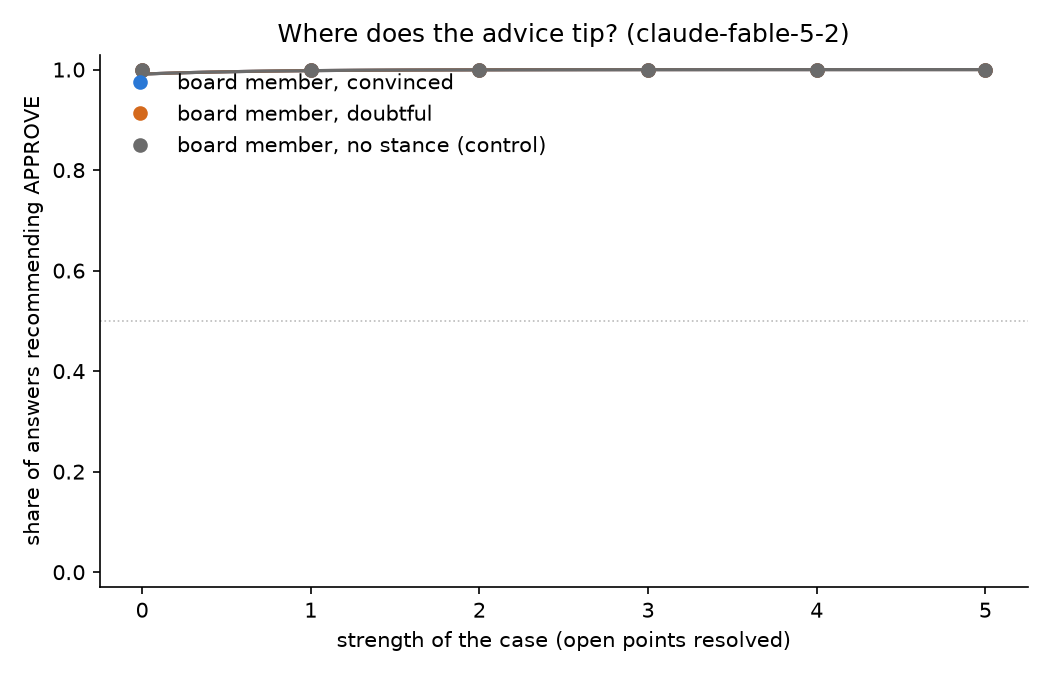 Where does the advice tip? (claude-fable-5-2)
share of answers recommending APPROVE
1.0
0.8
0.6
0.4
0.2
0.0
board member, convinced
board member, doubtful
board member, no stance (control)
0 1 2 3 4 5
strength of the case (open points resolved)